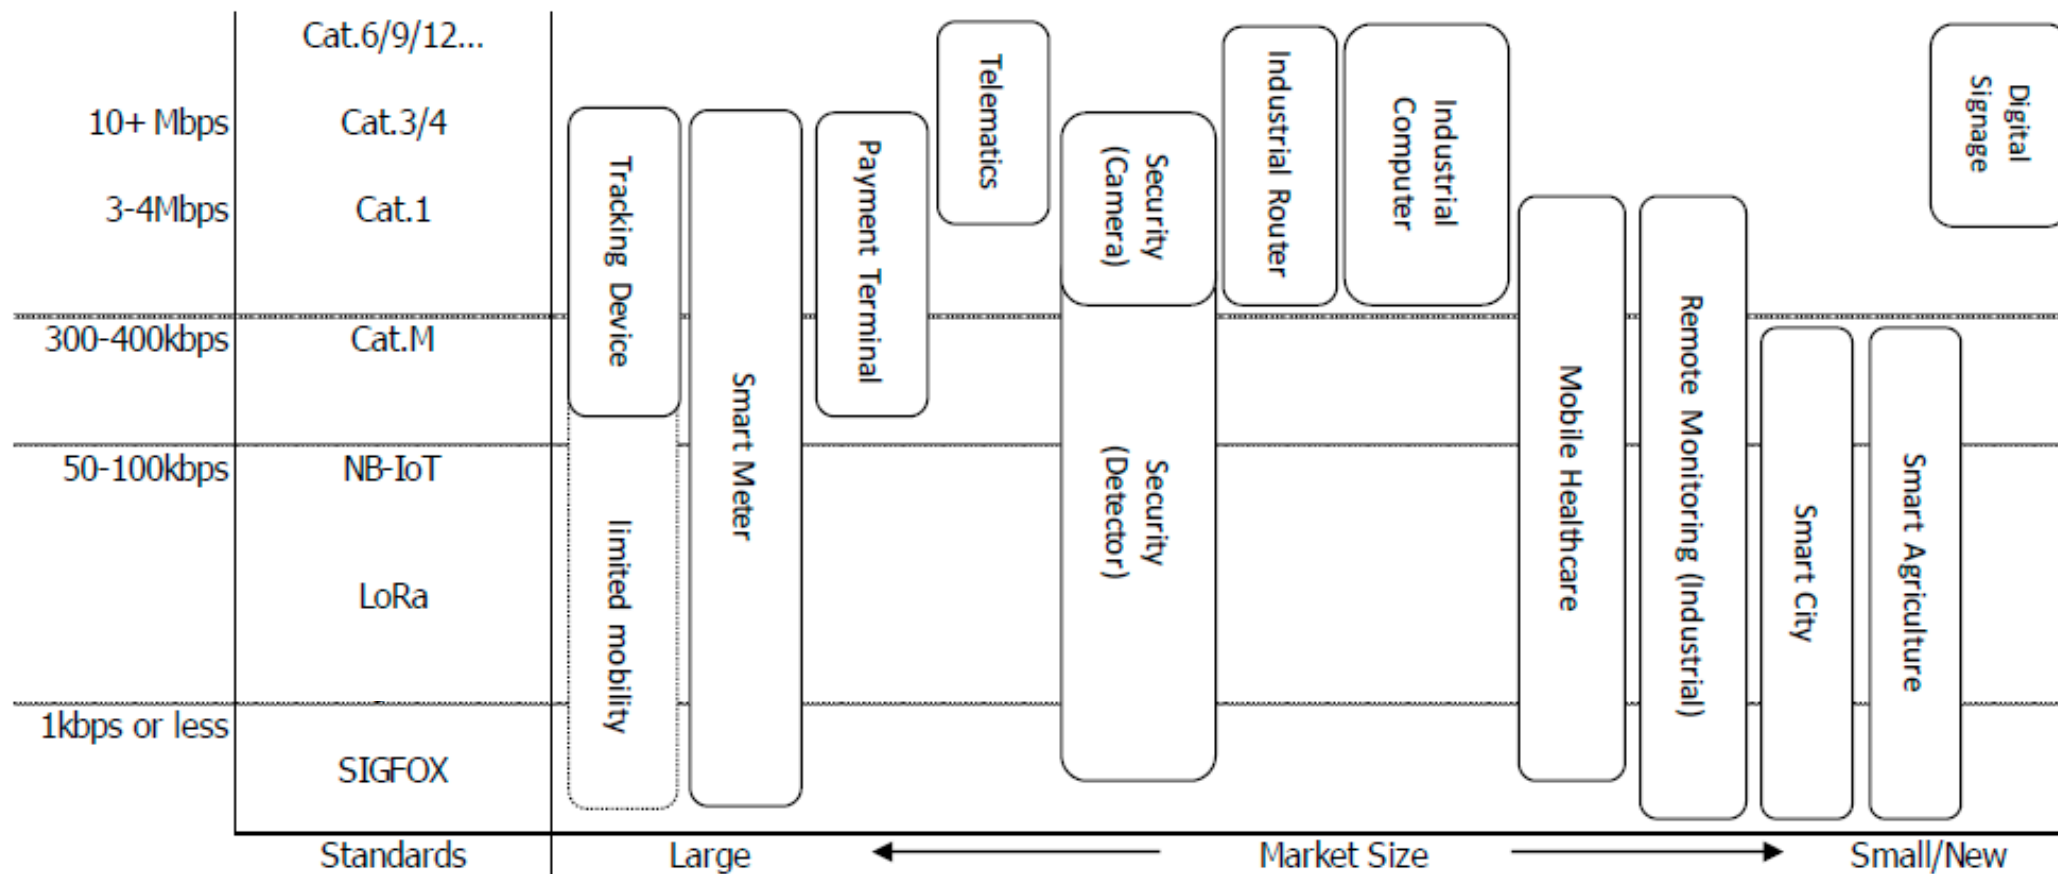 Cat.6/9/12...
10+ Mbps
Cat.3/4
3-4Mbps
Cat.1
300-400kbps
Cat.M
50-100kbps
NB-IoT
LoRa
1kbps or less
SIGFOX
Tracking Device
limited mobility
Smart Meter
Payment Terminal
Telematics
Security
(Camera)
Security
(Detector)
Industrial Router
Industrial
Computer
Mobile Healthcare
Remote Monitoring (Industrial)
Smart City
Smart Agriculture
Digital
Signage
Standards
Large
Market Size
Small/New